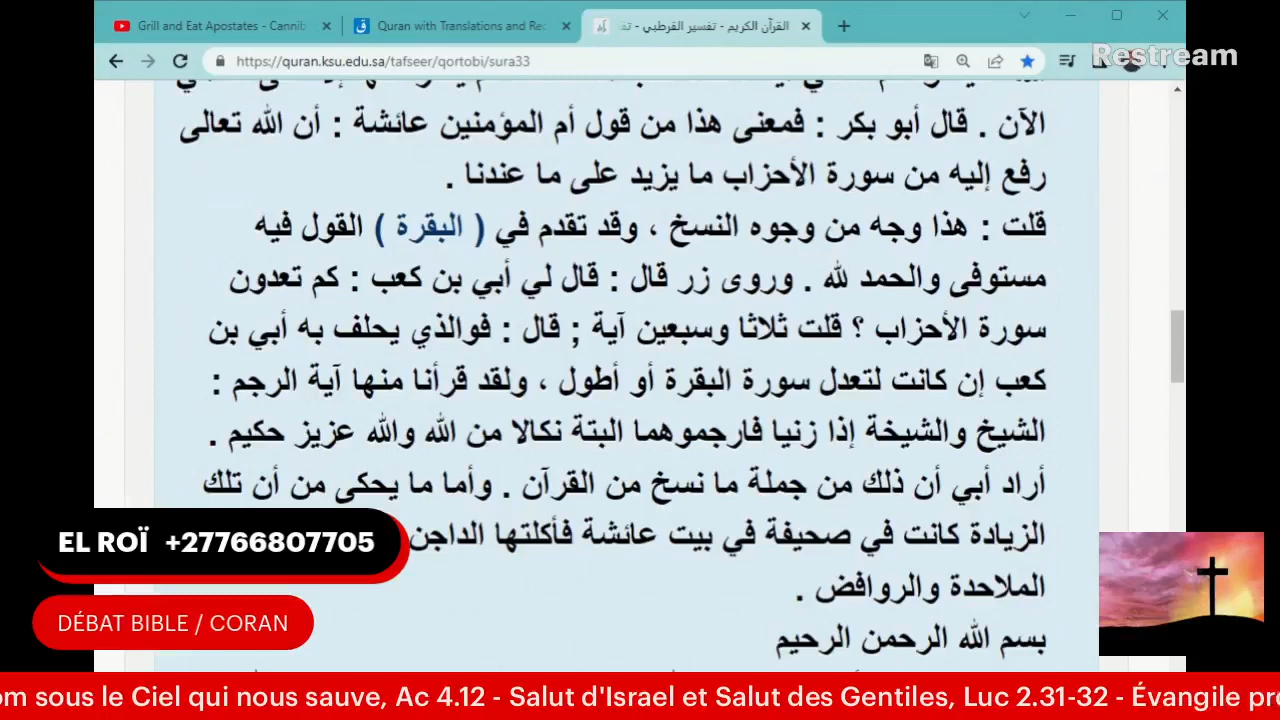 Grill and Eat Apostates - Cannib
Quran with Translations and Rec
القرآن الكريم - تفسير القرطبي - تف
https://quran.ksu.edu.sa/tafseer/qortobi/sura33
Restream
الآن . قال أبو بكر : فمعنى هذا من قول أم المؤمنين عائشة : أن الله تعالى
رفع إليه من سورة الأحزاب ما يزيد على ما عندنا .
قلت : هذا وجه من وجوه النسخ ، وقد تقدم في ( البقرة ) القول فيه
مستوفى والحمد لله . وروى زر قال : قال لي أبي بن كعب : كم تعدون
سورة الأحزاب ؟ قلت ثلاثا وسبعين آية ; قال : فوالذي يحلف به أبي بن
كعب إن كانت لتعدل سورة البقرة أو أطول ، ولقد قرأنا منها آية الرجم :
الشيخ والشيخة إذا زنيا فارجموهما البتة نكالا من الله والله عزيز حكيم .
أراد أبي أن ذلك من جملة ما نسخ من القرآن . وأما ما يحكى من أن تلك
الزيادة كانت في صحيفة في بيت عائشة فأكلتها الداجن
الملاحدة والروافض .
بسم الله الرحمن الرحيم
EL ROÏ +27766807705
DÉBAT BIBLE / CORAN
om sous le Ciel qui nous sauve, Ac 4.12 - Salut d'Israel et Salut des Gentiles, Luc 2.31-32 - Évangile pr